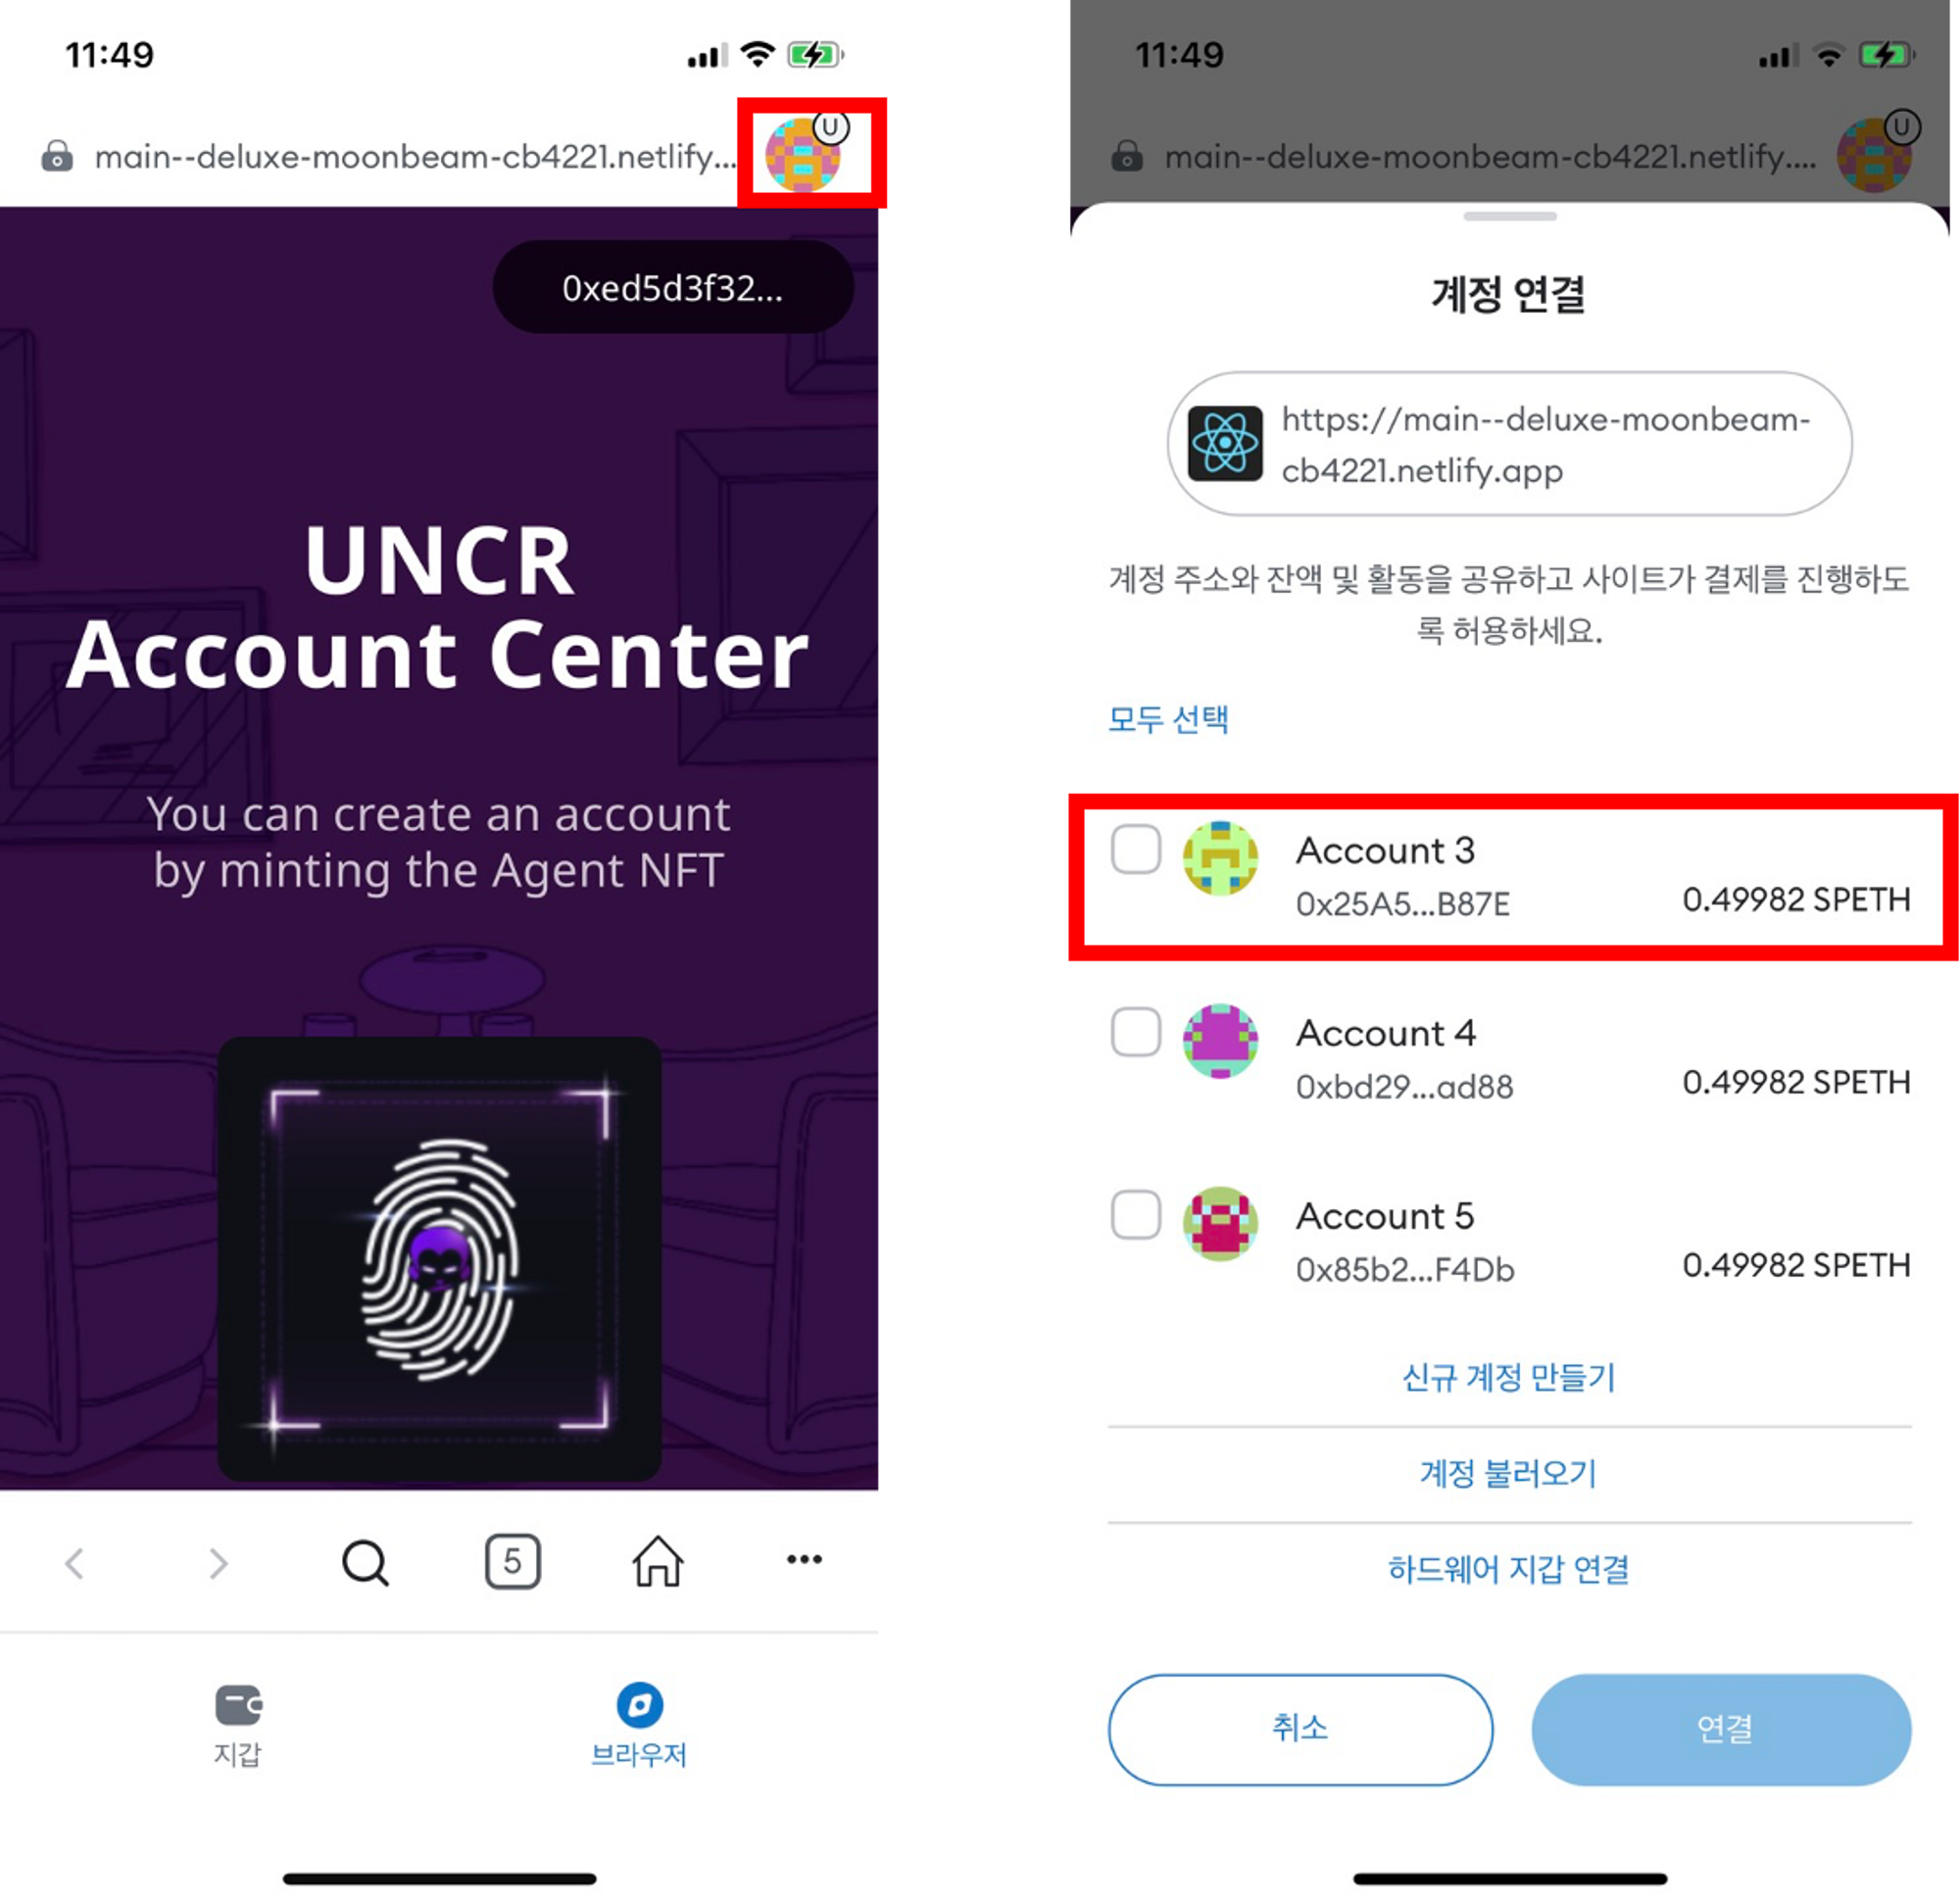 11:49
main--deluxe-moonbeam-cb4221.netlify...
U
0xed5d3f32...
UNCR
Account Center
You can create an account
by minting the Agent NFT
5
지갑
브라우저
11:49
main--deluxe-moonbeam-cb4221.netlify....
U
계정 연결
https://main--deluxe-moonbeam-
cb4221.netlify.app
계정 주소와 잔액 및 활동을 공유하고 사이트가 결제를 진행하도
록 허용하세요.
모두 선택
Account 3
0x25A5...B87E
0.49982 SPETH
Account 4
0xbd29...ad88
0.49982 SPETH
Account 5
0x85b2...F4Db
0.49982 SPETH
신규 계정 만들기
계정 불러오기
하드웨어 지갑 연결
취소
연결